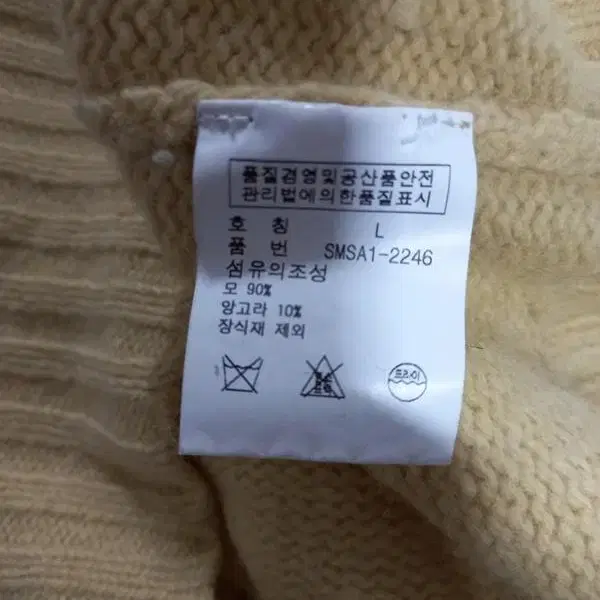 품질경영및공산품안전
관리법에의한품질표시
호 칭 L
품 번 SMSA1-2246
섬유의조성
모 90%
앙고라 10%
장식재 제외
드라이